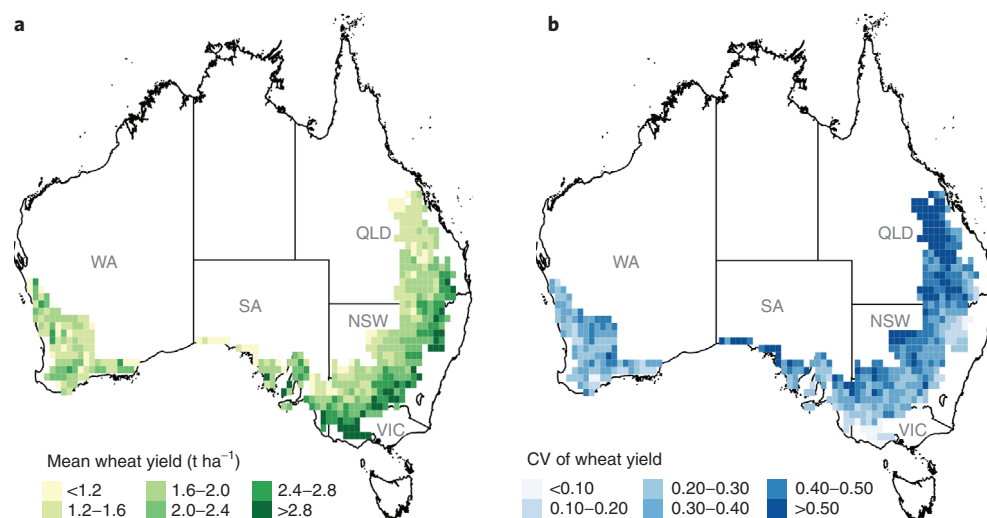 a
b
QLD
WA
SA
NSW
VIC
QLD
WA
SA
NSW
VIC
Mean wheat yield (t ha⁻¹)
<1.2 1.6–2.0 2.4–2.8
1.2–1.6 2.0–2.4 >2.8
CV of wheat yield
<0.10 0.20–0.30 0.40–0.50
0.10–0.20 0.30–0.40 >0.50